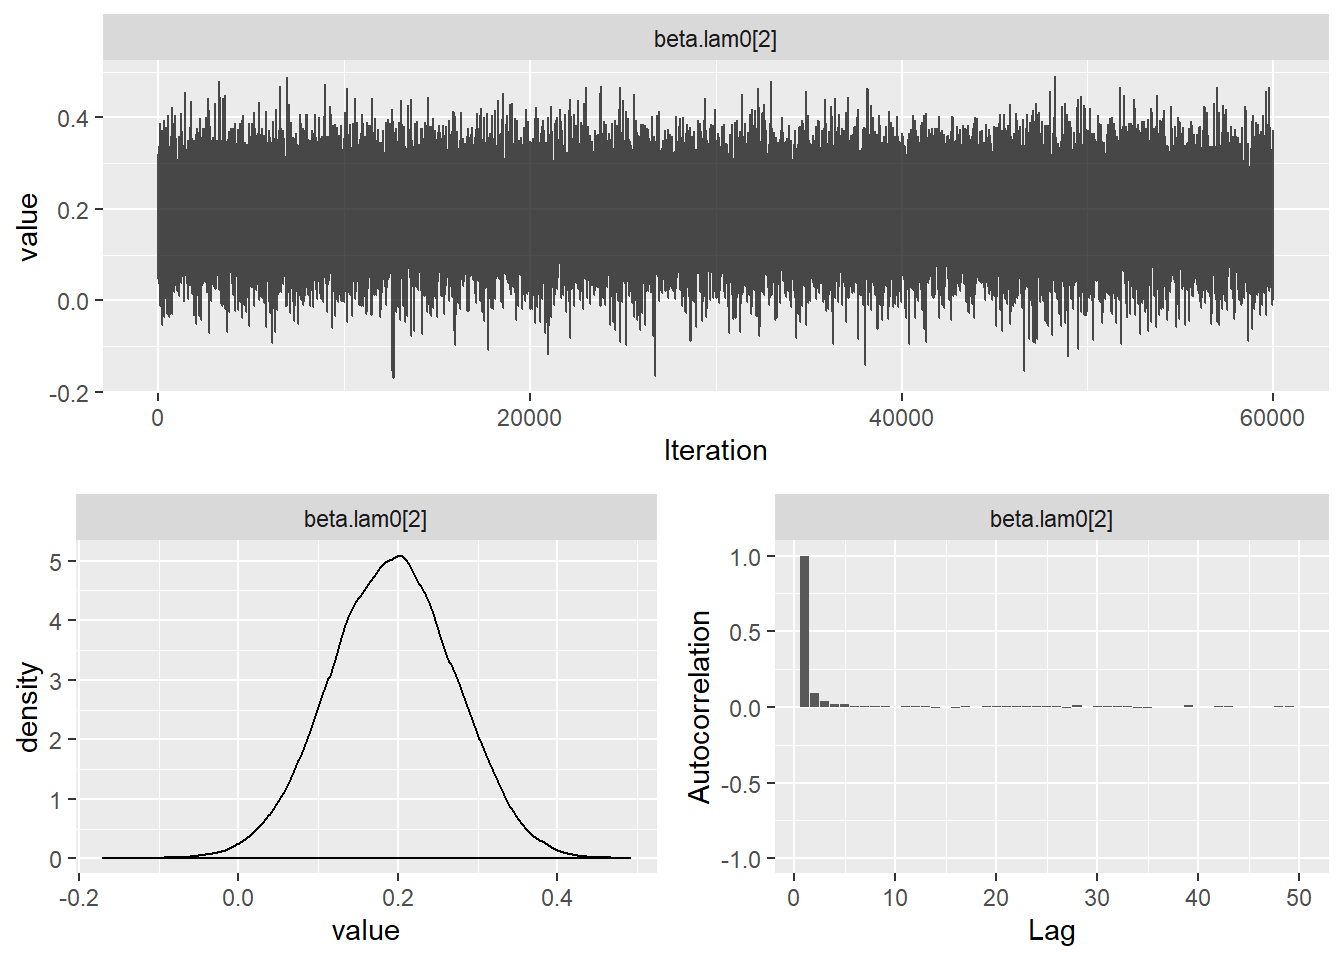 beta.lam0[2]
0.4
0.2
0.0
-0.2
value
0 20000 40000 60000
Iteration
beta.lam0[2]
5
4
3
2
1
0
density
-0.2 0.0 0.2 0.4
value
beta.lam0[2]
1.0
0.5
0.0
-0.5
-1.0
Autocorrelation
0 10 20 30 40 50
Lag